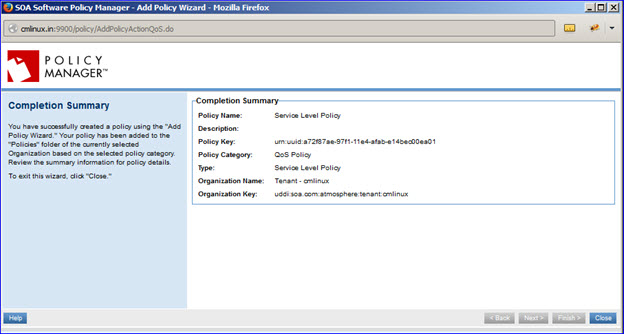 SOA Software Policy Manager - Add Policy Wizard - Mozilla Firefox
cmlinux.in:9900/policy/AddPolicyActionQoS.do
POLICY
MANAGER™
Completion Summary
You have successfully created a policy using the "Add
Policy Wizard." Your policy has been added to the
"Policies" folder of the currently selected
Organization based on the selected policy category.
Review the summary information for policy details.
To exit this wizard, click "Close."
Completion Summary
Policy Name: Service Level Policy
Description:
Policy Key: urn:uuid:a72f87ae-97f1-11e4-afab-e14bec00ea01
Policy Category: QoS Policy
Type: Service Level Policy
Organization Name: Tenant - cmlinux
Organization Key: uddi:soa.com:atmosphere:tenant:cmlinux
Help
< Back
Next >
Finish >
Close